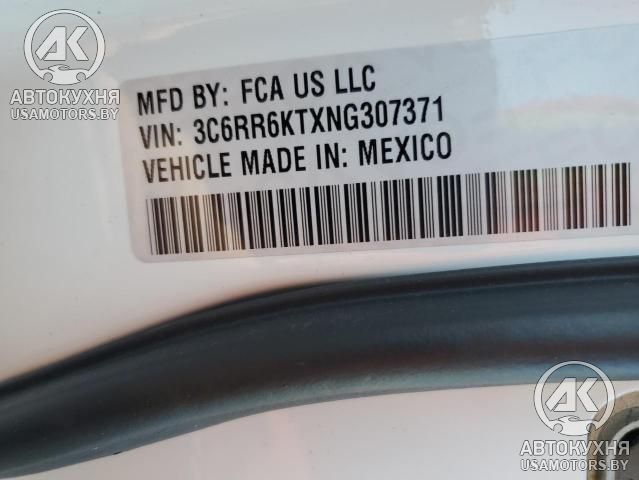 AK
АВТОКУХНЯ
USAMOTORS.BY
MFD BY: FCA US LLC
VIN: 3C6RR6KTXNG307371
VEHICLE MADE IN: MEXICO
AK
АВТОКУХНЯ
USAMOTORS.BY